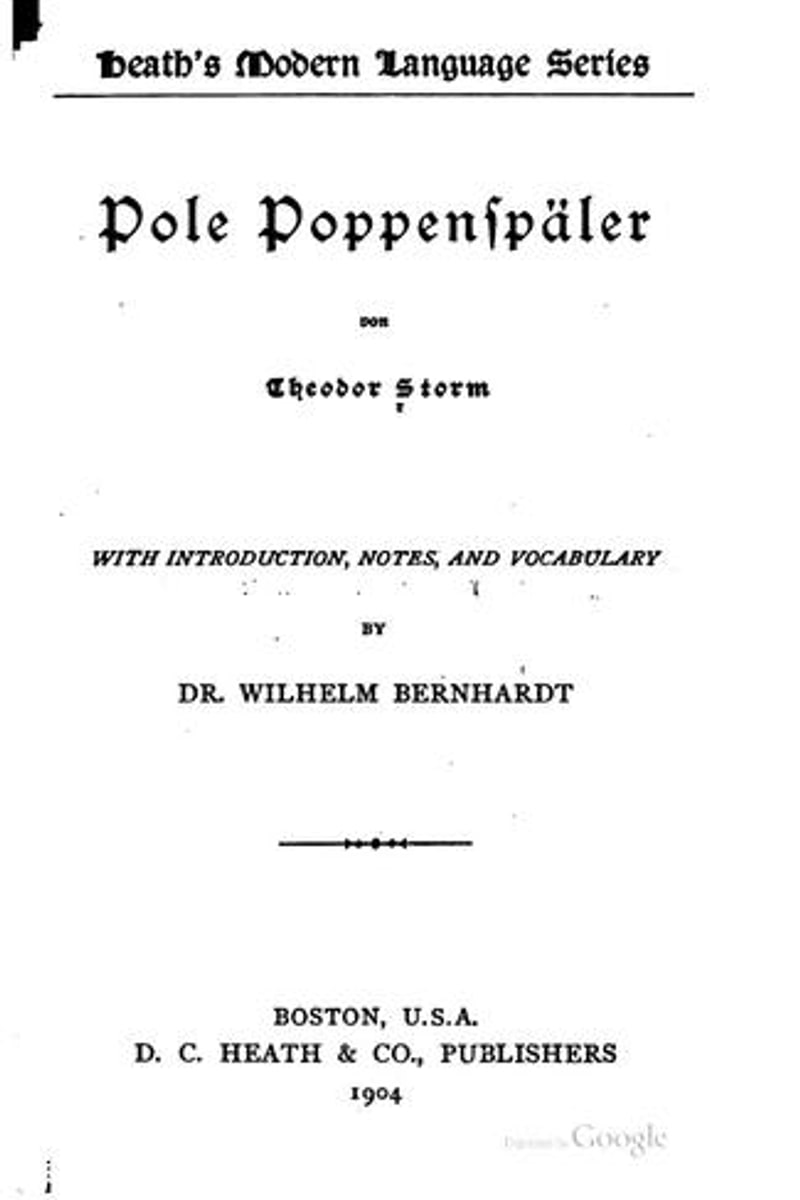 Heath's Modern Language Series
Pole Poppenſpäler
von
Theodor Storm
WITH INTRODUCTION, NOTES, AND VOCABULARY
BY
DR. WILHELM BERNHARDT
BOSTON, U.S.A.
D. C. HEATH & CO., PUBLISHERS
1904
Google